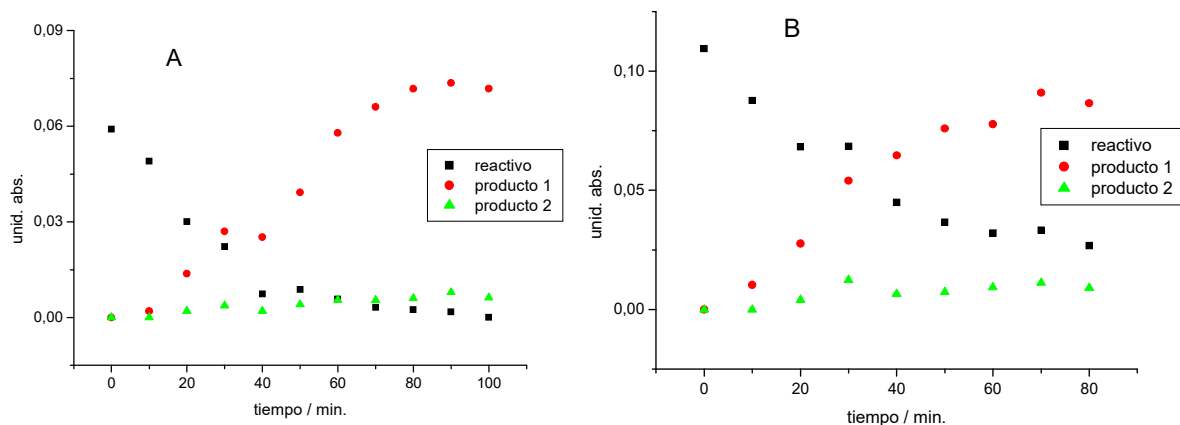 A
0,09
0,06
0,03
0,00
unid. abs.
0 20 40 60 80 100
tiempo / min.
reactivo
producto 1
producto 2
B
0,10
0,05
0,00
unid. abs.
0 20 40 60 80
tiempo / min.
reactivo
producto 1
producto 2